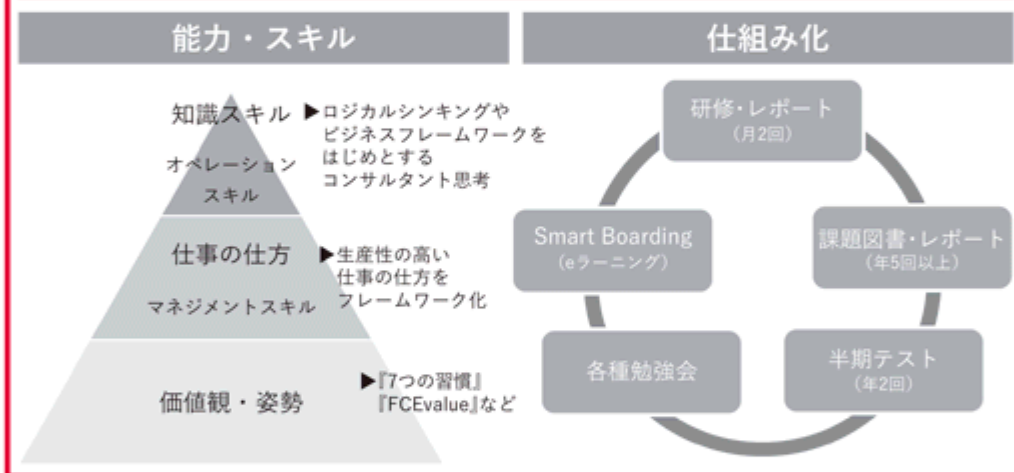 能力・スキル
知識スキル
オペレーション
スキル
▶ロジカルシンキングや
ビジネスフレームワークを
はじめとする
コンサルタント思考
仕事の仕方
マネジメントスキル
▶生産性の高い
仕事の仕方を
フレームワーク化
価値観・姿勢
▶『7つの習慣』
『FCEvalue』など
仕組み化
研修・レポート
(月2回)
Smart Boarding
(eラーニング)
課題図書・レポート
(年5回以上)
各種勉強会
半期テスト
(年2回)